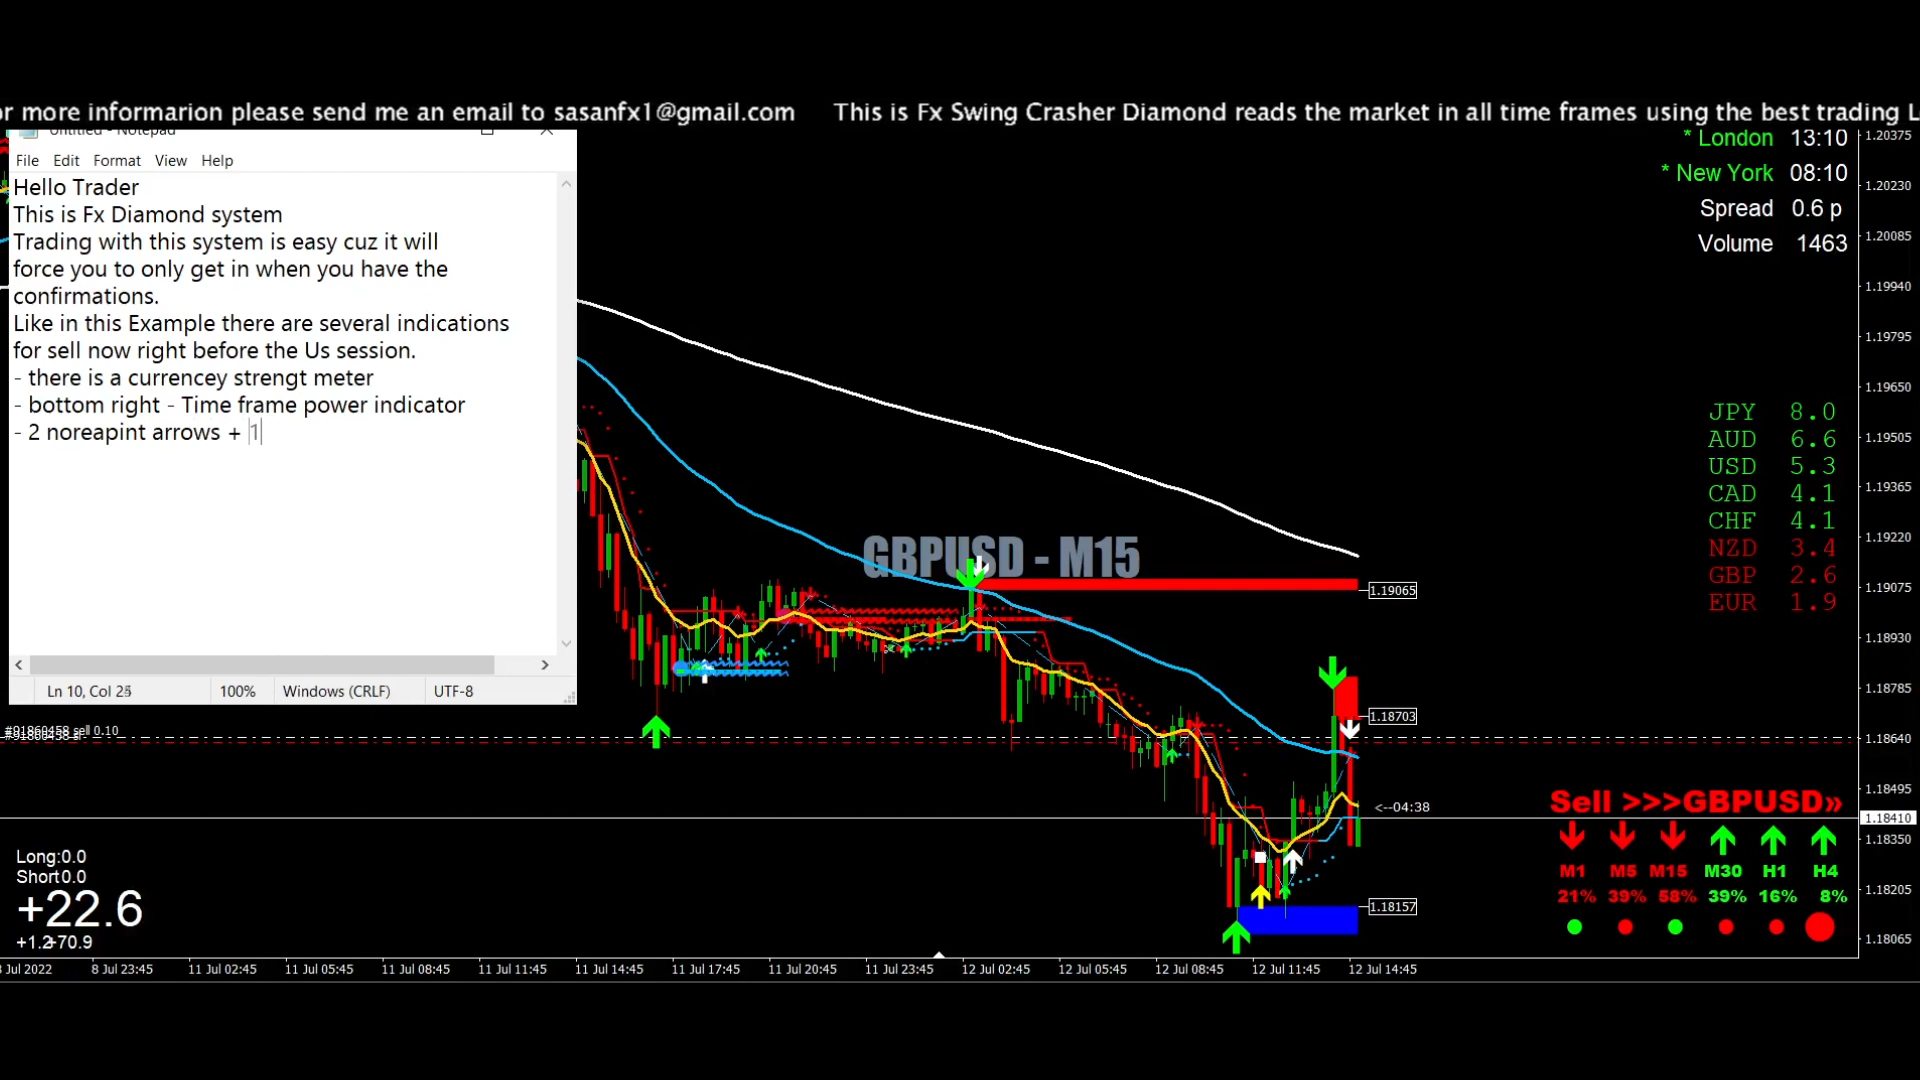 or more informarion please send me an email to sasanfx1@gmail.com This is Fx Swing Crasher Diamond reads the market in all time frames using the best trading L
Untitled - Notepad
File Edit Format View Help
Hello Trader
This is Fx Diamond system
Trading with this system is easy cuz it will
force you to only get in when you have the
confirmations.
Like in this Example there are several indications
for sell now right before the Us session.
- there is a currencey strengt meter
- bottom right - Time frame power indicator
- 2 noreapint arrows + 1
Ln 10, Col 100% Windows (CRLF) UTF-8
* London 13:10
* New York 08:10
Spread 0.6 p
Volume 1463
JPY 8.0
AUD 6.6
USD 5.3
CAD 4.1
CHF 4.1
NZD 3.4
GBP 2.6
EUR 1.9
GBPUSD - M15
1.19065
1.18703
1.18157
<--04:38
#91860458 sell 0.10
Sell >>>GBPUSD»
M1 M5 M15 M30 H1 H4
21% 39% 58% 39% 16% 8%
Long:0.0
Short0.0
+22.6
+70.9
1.20375
1.20230
1.20085
1.19940
1.19795
1.19650
1.19505
1.19365
1.19220
1.19075
1.18930
1.18785
1.18640
1.18495
1.18410
1.18350
1.18205
1.18065
Jul 2022 8 Jul 23:45 11 Jul 02:45 11 Jul 05:45 11 Jul 08:45 11 Jul 11:45 11 Jul 14:45 11 Jul 17:45 11 Jul 20:45 11 Jul 23:45 12 Jul 02:45 12 Jul 05:45 12 Jul 08:45 12 Jul 11:45 12 Jul 14:45